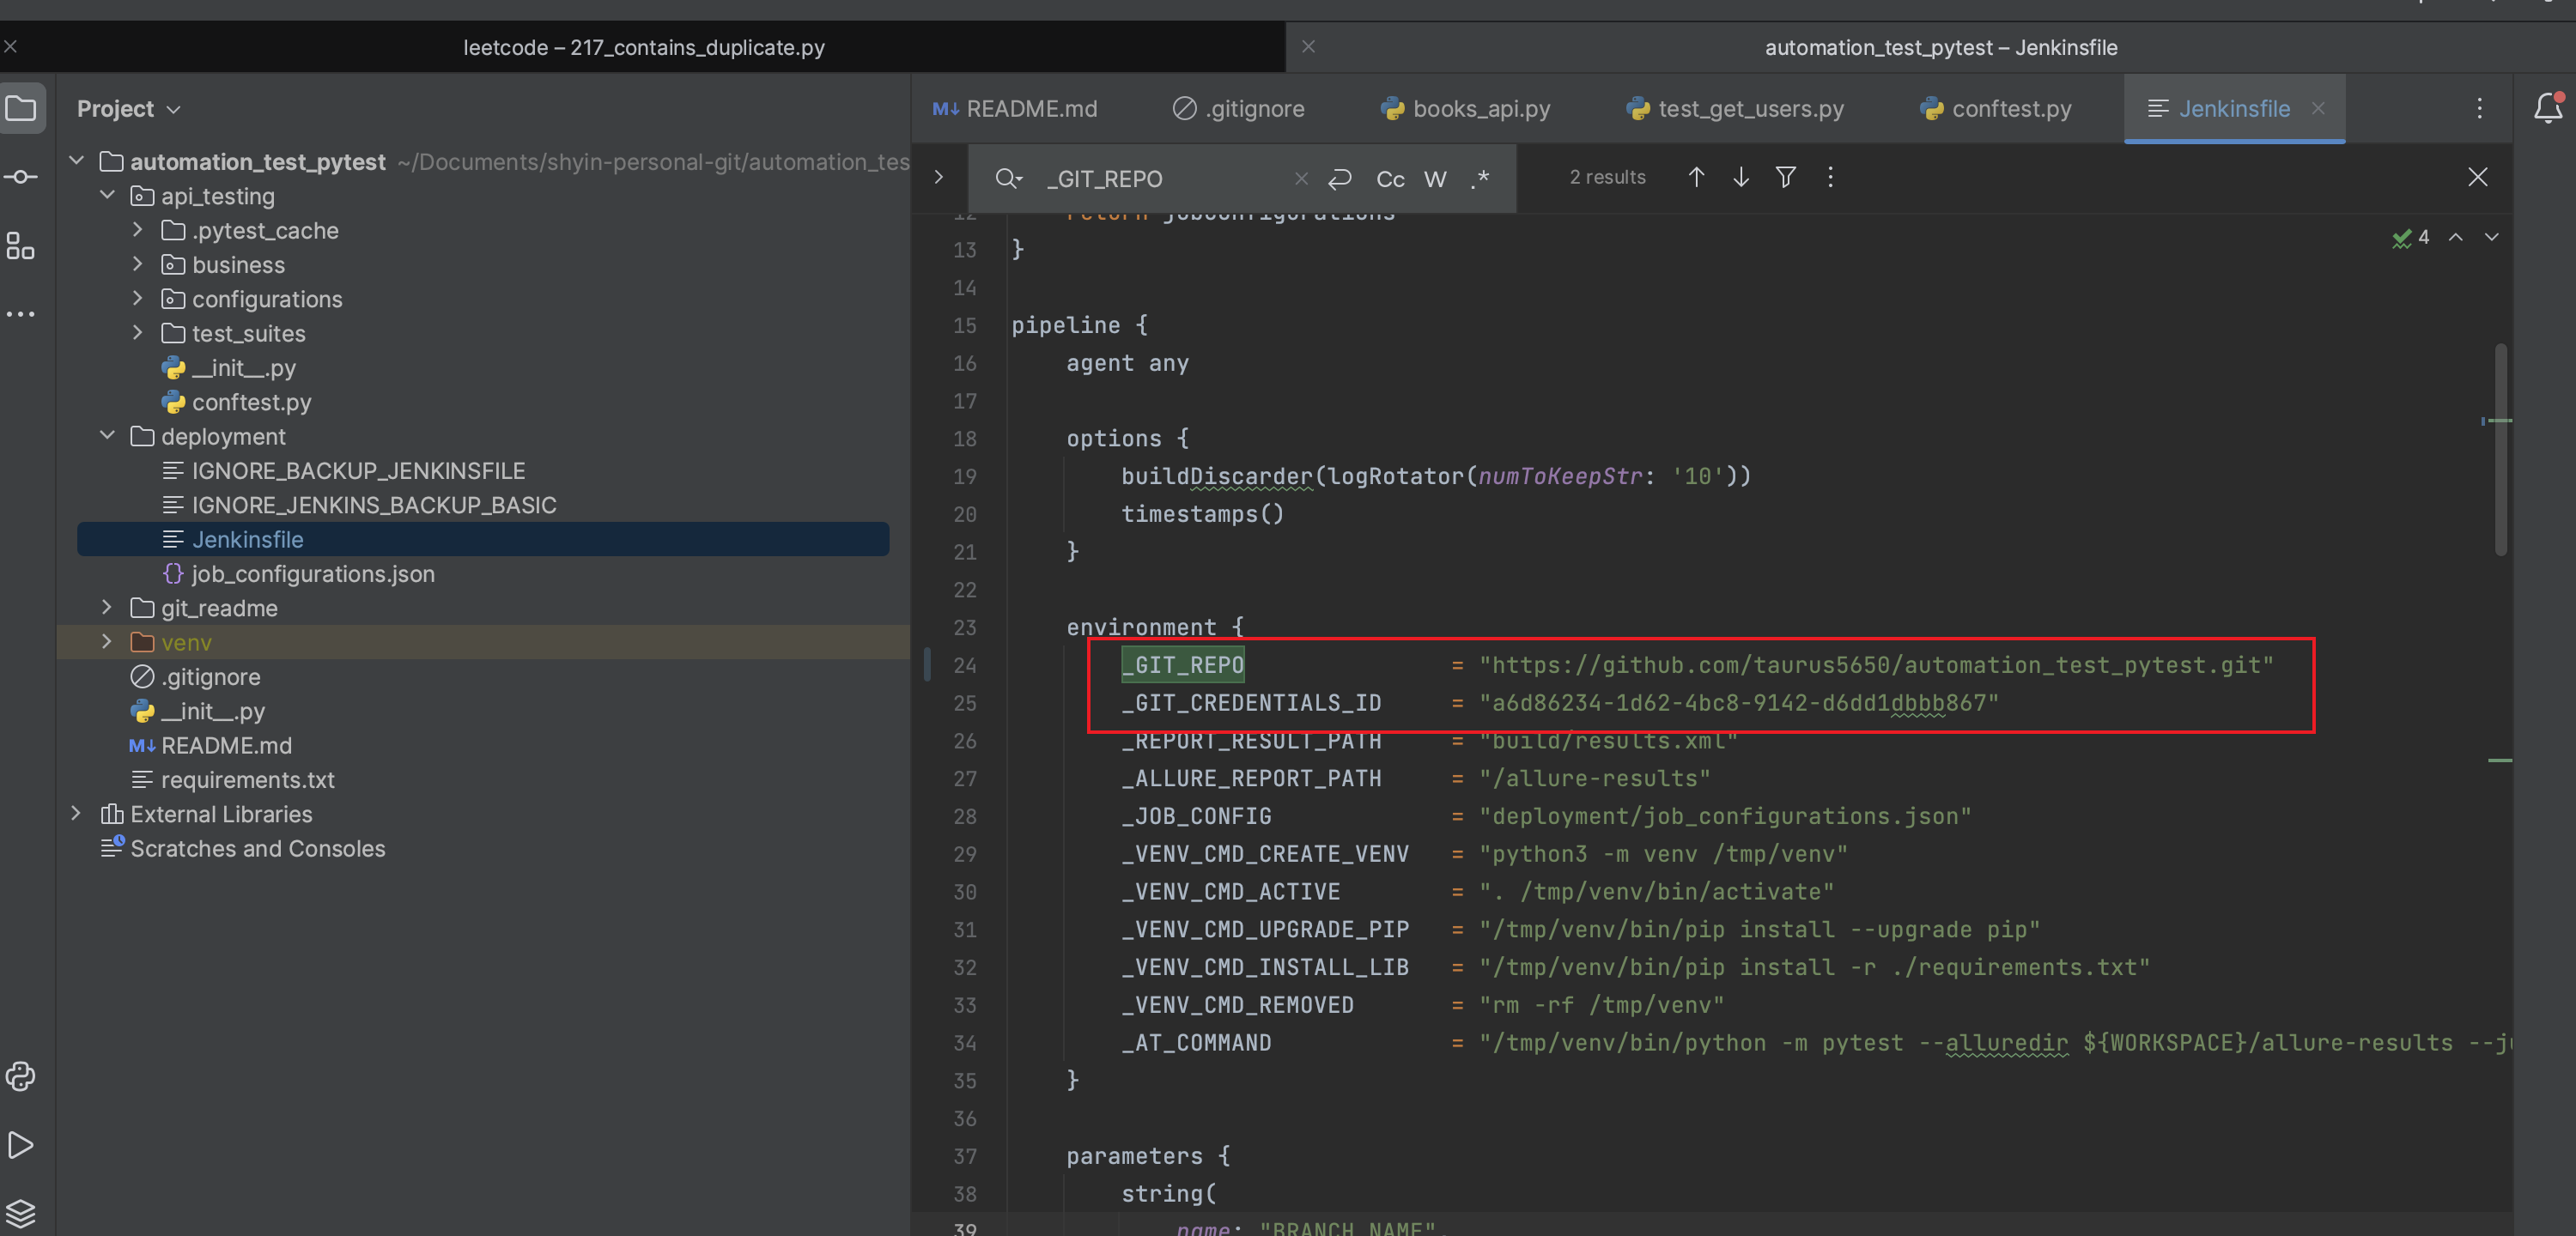 leetcode – 217_contains_duplicate.py
automation_test_pytest – Jenkinsfile
Project
README.md
.gitignore
books_api.py
test_get_users.py
conftest.py
Jenkinsfile
automation_test_pytest ~/Documents/shyin-personal-git/automation_tes
api_testing
.pytest_cache
business
configurations
test_suites
__init__.py
conftest.py
deployment
IGNORE_BACKUP_JENKINSFILE
IGNORE_JENKINS_BACKUP_BASIC
Jenkinsfile
job_configurations.json
git_readme
venv
.gitignore
__init__.py
README.md
requirements.txt
External Libraries
Scratches and Consoles
_GIT_REPO
Cc W .*
2 results
4
12 return jobConfigurations
13 }
14
15 pipeline {
16 agent any
17
18 options {
19 buildDiscarder(logRotator(numToKeepStr: '10'))
20 timestamps()
21 }
22
23 environment {
24 _GIT_REPO = "https://github.com/taurus5650/automation_test_pytest.git"
25 _GIT_CREDENTIALS_ID = "a6d86234-1d62-4bc8-9142-d6dd1dbbb867"
26 _REPORT_RESULT_PATH = "build/results.xml"
27 _ALLURE_REPORT_PATH = "/allure-results"
28 _JOB_CONFIG = "deployment/job_configurations.json"
29 _VENV_CMD_CREATE_VENV = "python3 -m venv /tmp/venv"
30 _VENV_CMD_ACTIVE = ". /tmp/venv/bin/activate"
31 _VENV_CMD_UPGRADE_PIP = "/tmp/venv/bin/pip install --upgrade pip"
32 _VENV_CMD_INSTALL_LIB = "/tmp/venv/bin/pip install -r ./requirements.txt"
33 _VENV_CMD_REMOVED = "rm -rf /tmp/venv"
34 _AT_COMMAND = "/tmp/venv/bin/python -m pytest --alluredir ${WORKSPACE}/allure-results --ju
35 }
36
37 parameters {
38 string(
39 name: "BRANCH_NAME",